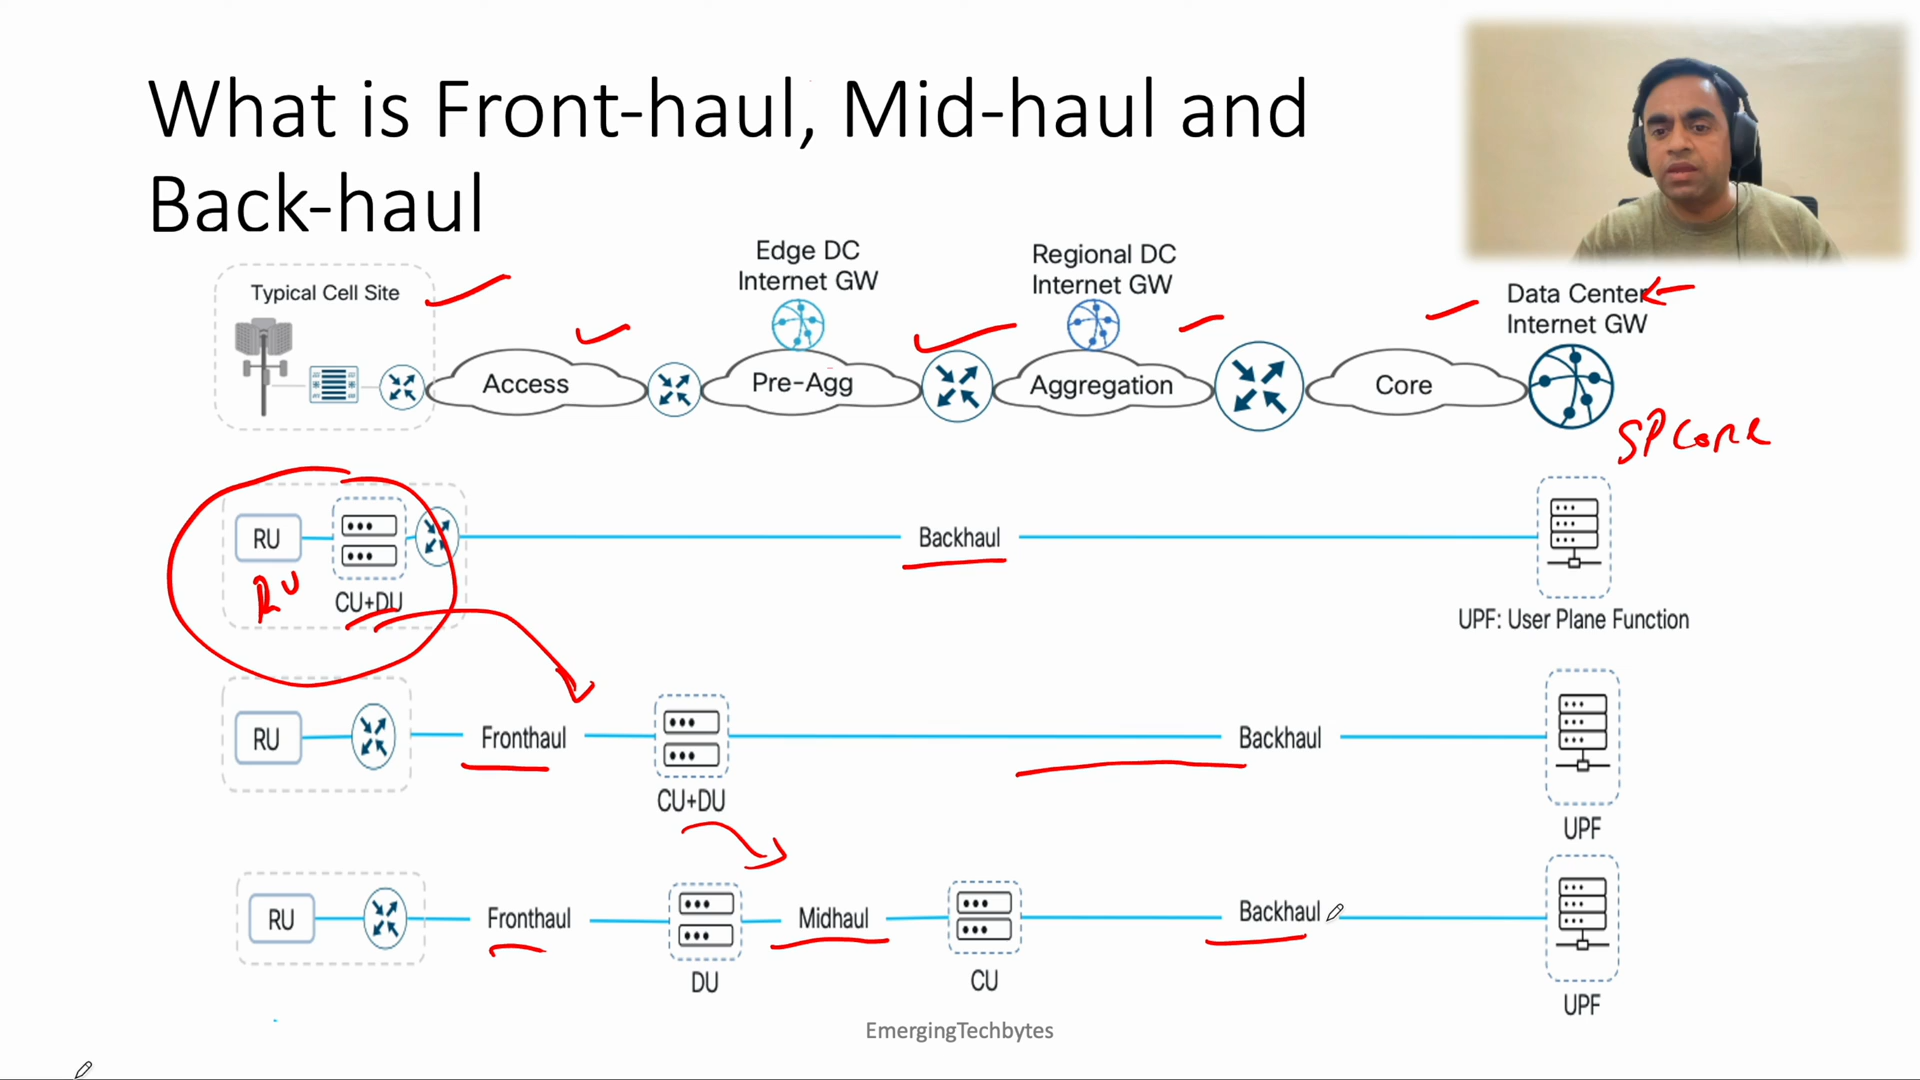 What is Front-haul, Mid-haul and
Back-haul
Typical Cell Site
Edge DC
Internet GW
Regional DC
Internet GW
Data Center
Internet GW
Access
Pre-Agg
Aggregation
Core
SP CORE
RU
Backhaul
RU
CU+DU
UPF: User Plane Function
RU
Fronthaul
Backhaul
CU+DU
UPF
RU
Fronthaul
Midhaul
Backhaul
DU
CU
UPF
EmergingTechbytes